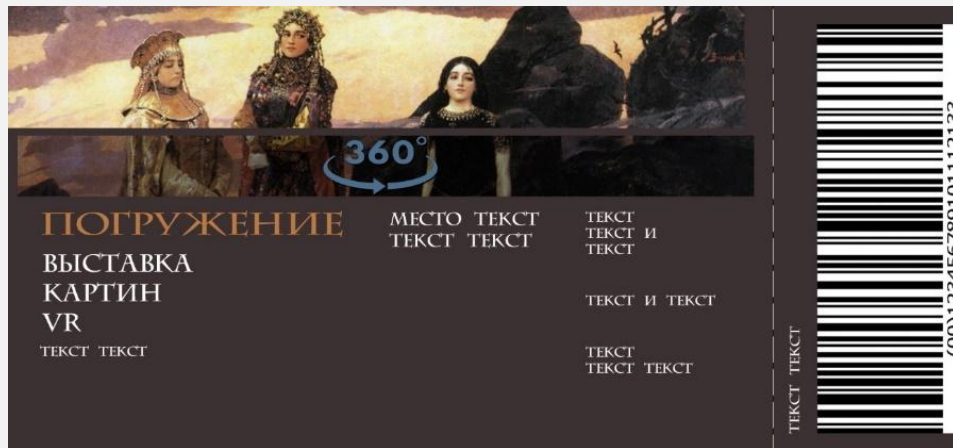 360°
ПОГРУЖЕНИЕ
ВЫСТАВКА
КАРТИН
VR
ТЕКСТ ТЕКСТ
МЕСТО ТЕКСТ
ТЕКСТ ТЕКСТ
ТЕКСТ
ТЕКСТ И
ТЕКСТ
ТЕКСТ И ТЕКСТ
ТЕКСТ
ТЕКСТ ТЕКСТ
ТЕКСТ ТЕКСТ